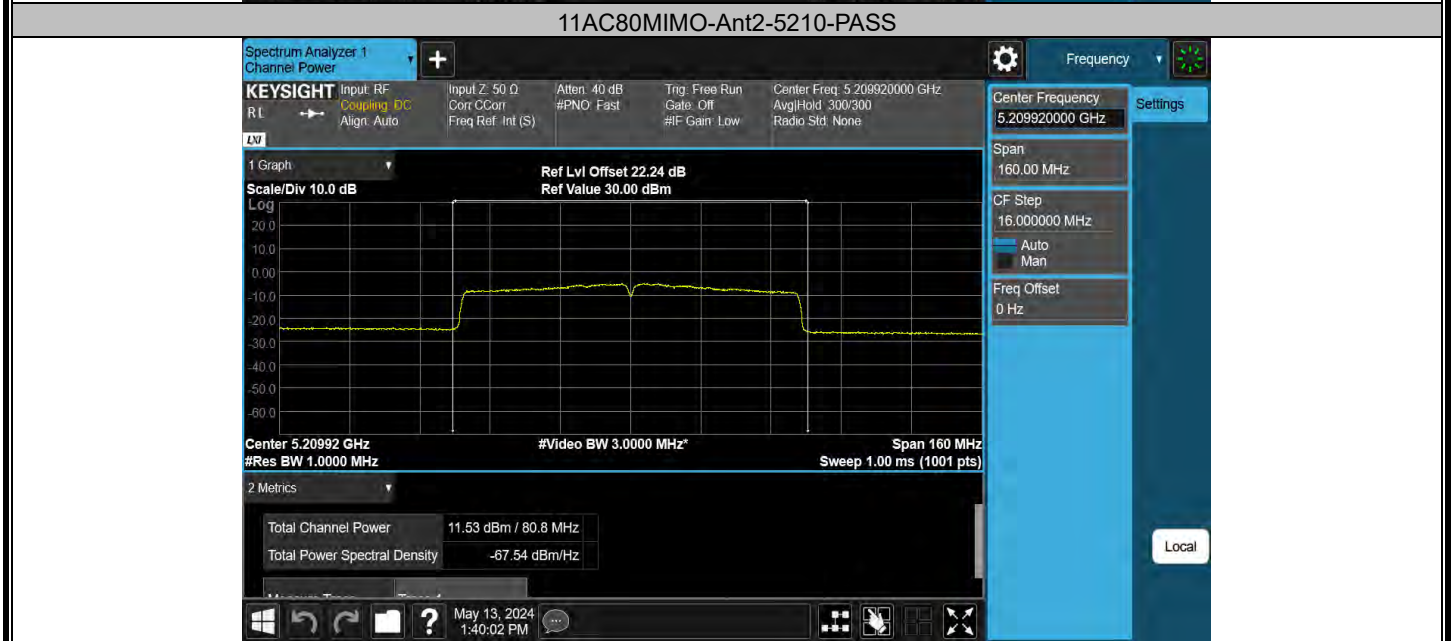 11AC80MIMO-Ant2-5210-PASS
Spectrum Analyzer 1
Channel Power
+
Frequency
KEYSIGHT
RL
LXI
Input: RF
Coupling: DC
Align: Auto
Input Z: 50 Ω
Corr CCorr
Freq Ref: Int (S)
Atten: 40 dB
#PNO: Fast
Trig: Free Run
Gate: Off
#IF Gain: Low
Center Freq: 5.209920000 GHz
Avg|Hold: 300/300
Radio Std: None
Center Frequency
5.209920000 GHz
Settings
Span
160.00 MHz
CF Step
16.000000 MHz
Auto
Man
Freq Offset
0 Hz
Local
1 Graph
Scale/Div 10.0 dB
Ref Lvl Offset 22.24 dB
Ref Value 30.00 dBm
Log
20.0
10.0
0.00
-10.0
-20.0
-30.0
-40.0
-50.0
-60.0
Center 5.20992 GHz
#Video BW 3.0000 MHz*
Span 160 MHz
#Res BW 1.0000 MHz
Sweep 1.00 ms (1001 pts)
2 Metrics
Total Channel Power 11.53 dBm / 80.8 MHz
Total Power Spectral Density -67.54 dBm/Hz
?
May 13, 2024
1:40:02 PM